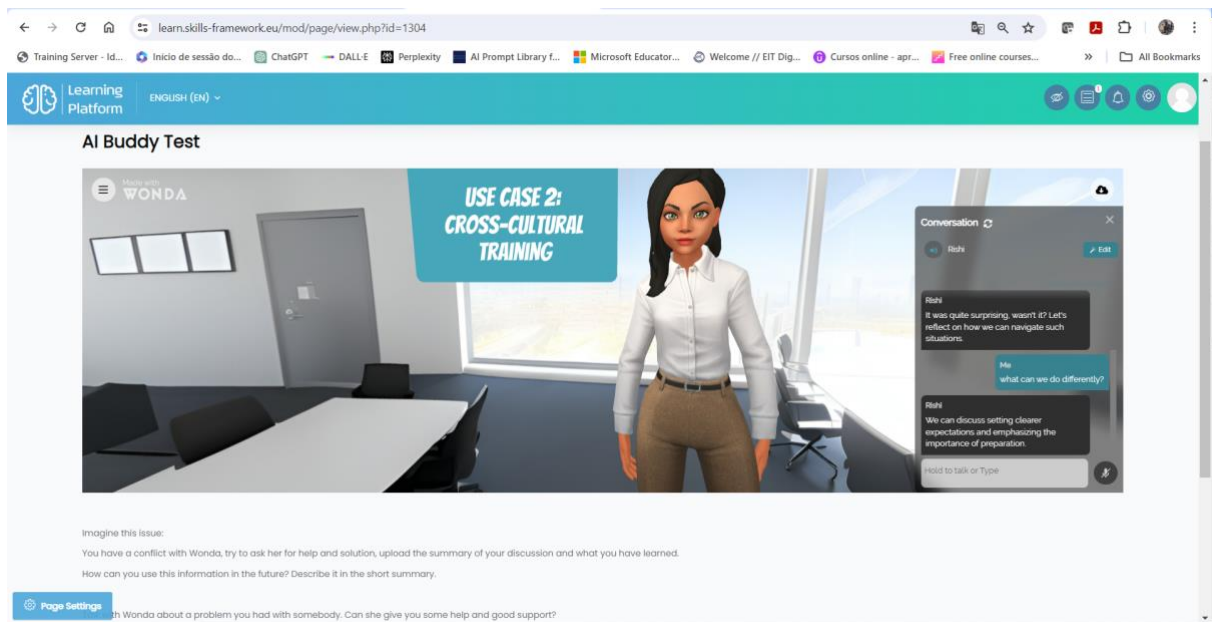 learn.skills-framework.eu/mod/page/view.php?id=1304
Training Server - Id...
Início de sessão do...
ChatGPT
DALL·E
Perplexity
AI Prompt Library f...
Microsoft Educator...
Welcome // EIT Dig...
Cursos online - apr...
Free online courses...
»
All Bookmarks
Learning
Platform
ENGLISH (EN)
1
AI Buddy Test
Made with
WONDA
USE CASE 2:
CROSS-CULTURAL
TRAINING
Conversation
Rishi
Edit
Rishi
It was quite surprising, wasn't it? Let's
reflect on how we can navigate such
situations.
Me
what can we do differently?
Rishi
We can discuss setting clearer
expectations and emphasizing the
importance of preparation.
Hold to talk or Type
Imagine this issue:
You have a conflict with Wonda, try to ask her for help and solution, upload the summary of your discussion and what you have learned.
How can you use this information in the future? Describe it in the short summary.
Page Settings
Wonda about a problem you had with somebody. Can she give you some help and good support?